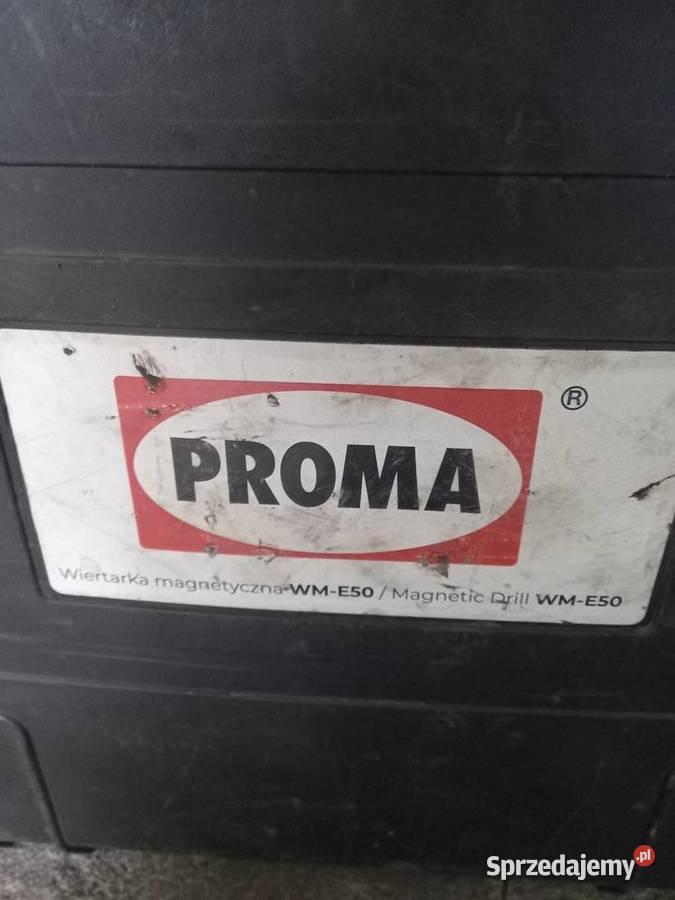 ®
PROMA
Wiertarka magnetyczna WM-E50 / Magnetic Drill WM-E50
Sprzedajemy.pl